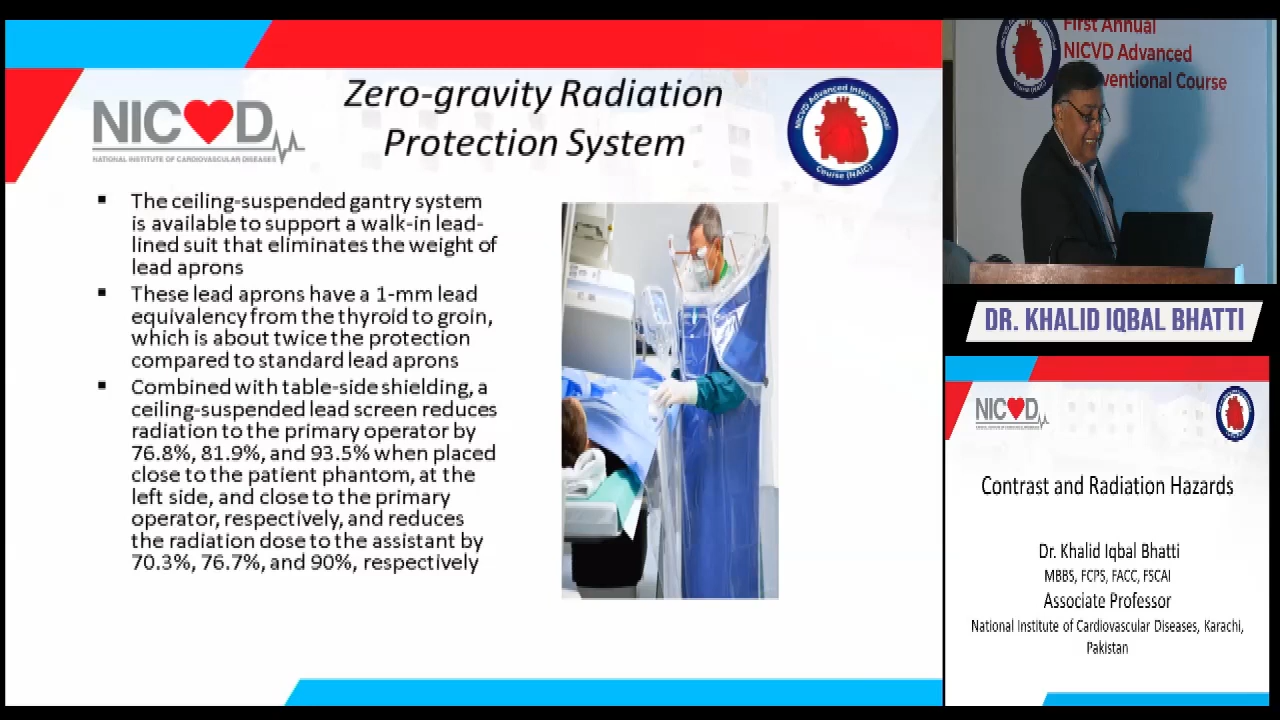 Zero-gravity Radiation
Protection System
NICVD
NATIONAL INSTITUTE OF CARDIOVASCULAR DISEASES
NICVD Advanced Interventional
Course (NAIC)
▪ The ceiling-suspended gantry system
is available to support a walk-in lead-
lined suit that eliminates the weight of
lead aprons
▪ These lead aprons have a 1-mm lead
equivalency from the thyroid to groin,
which is about twice the protection
compared to standard lead aprons
▪ Combined with table-side shielding, a
ceiling-suspended lead screen reduces
radiation to the primary operator by
76.8%, 81.9%, and 93.5% when placed
close to the patient phantom, at the
left side, and close to the primary
operator, respectively, and reduces
the radiation dose to the assistant by
70.3%, 76.7%, and 90%, respectively
First Annual
NICVD Advanced
ventional Course
DR. KHALID IQBAL BHATTI
NICVD
Contrast and Radiation Hazards
Dr. Khalid Iqbal Bhatti
MBBS, FCPS, FACC, FSCAI
Associate Professor
National Institute of Cardiovascular Diseases, Karachi,
Pakistan